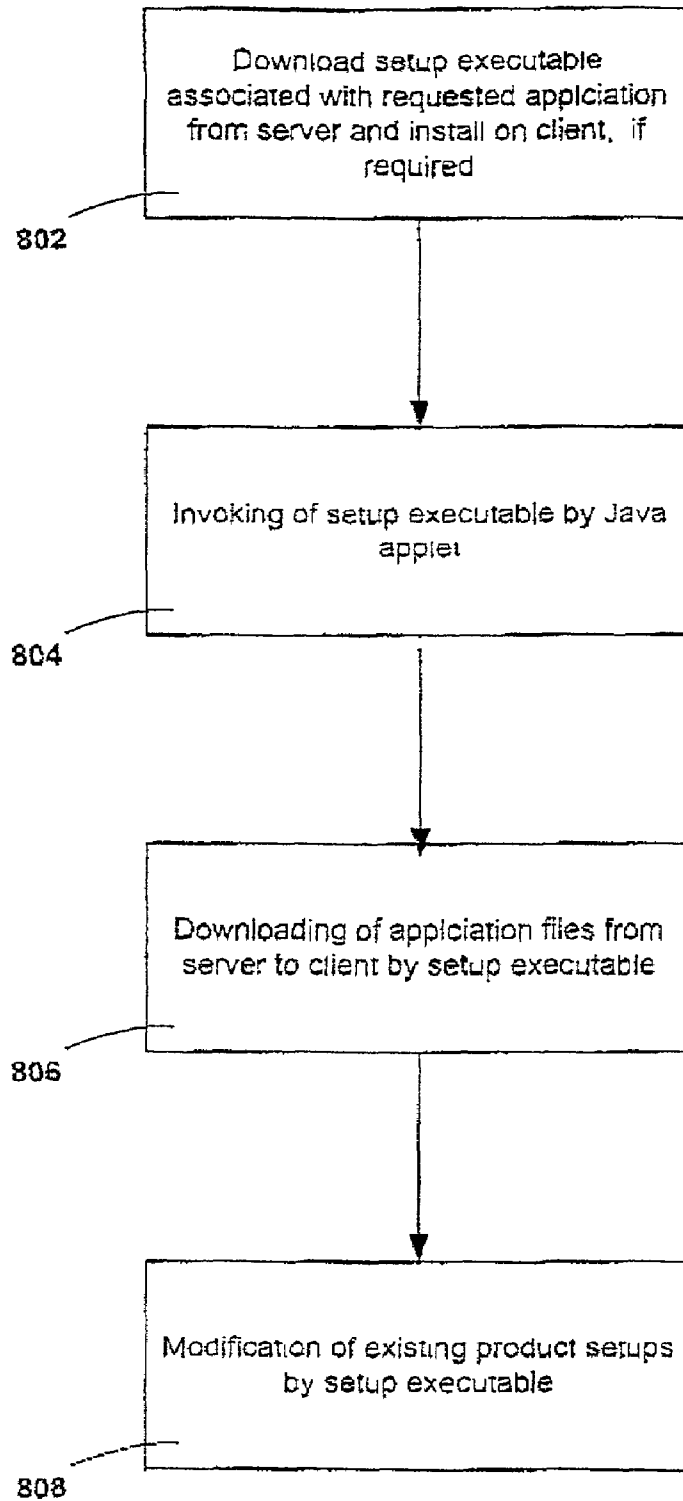 Download setup executable
associated with requested applciation
from server and install on client, if
required
802
Invoking of setup executable by Java
applet
804
Downloading of applciation files from
server to client by setup executable
806
Modification of existing product setups
by setup executable
808